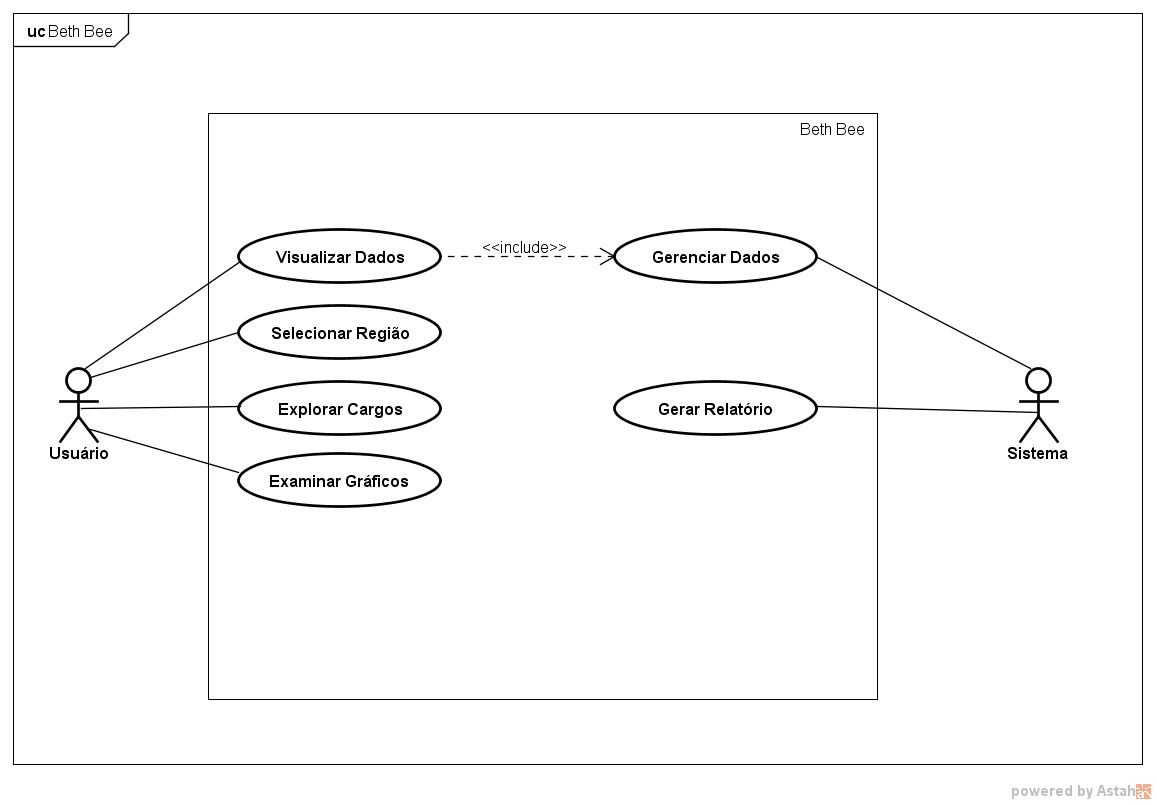 uc Beth Bee
Beth Bee
Visualizar Dados
<<include>>
Gerenciar Dados
Selecionar Região
Explorar Cargos
Gerar Relatório
Usuário
Sistema
Examinar Gráficos
powered by Astah